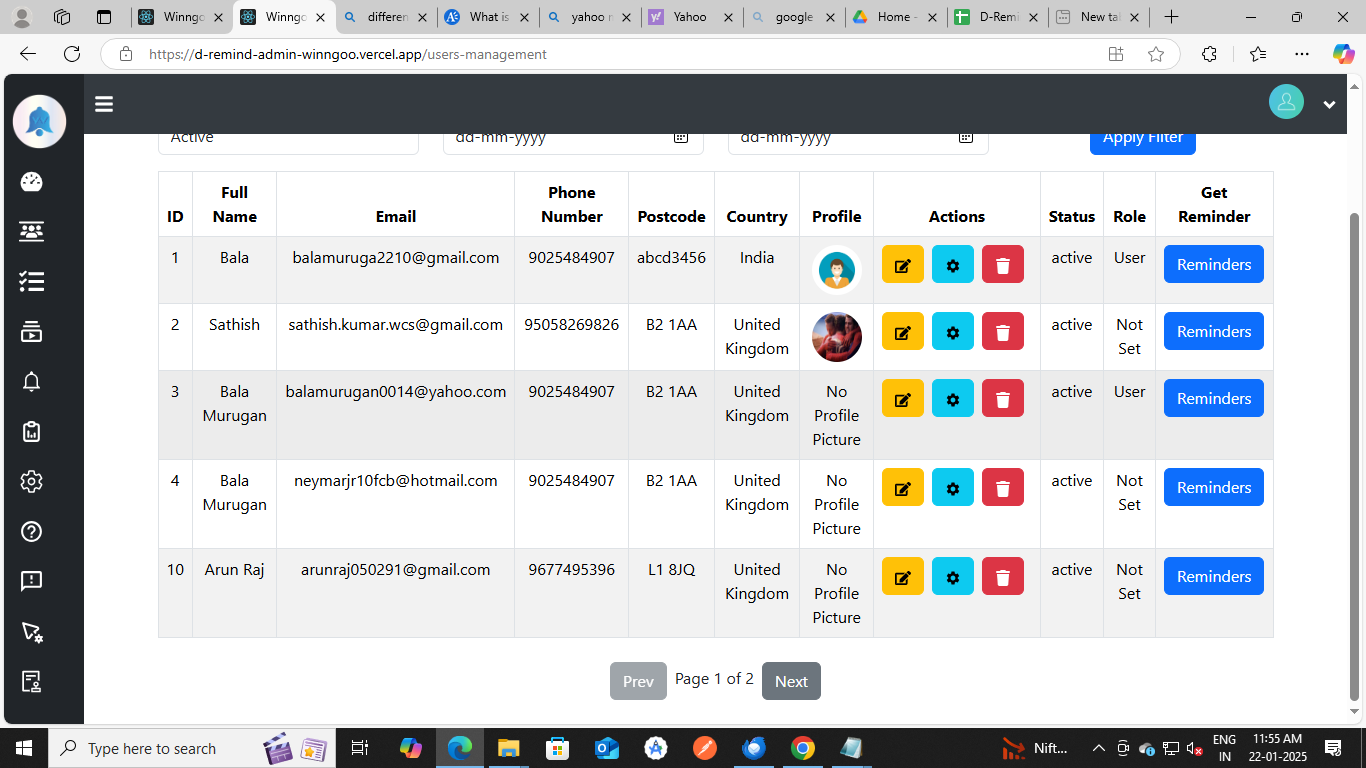 Winngo
Winngo
differen
What is
yahoo r
Yahoo
google
Home -
D-Remi
New tal
https://d-remind-admin-winngoo.vercel.app/users-management
Active
dd-mm-yyyy
dd-mm-yyyy
Apply Filter
ID Full Name Email Phone Number Postcode Country Profile Actions Status Role Get Reminder
1 Bala balamuruga2210@gmail.com 9025484907 abcd3456 India active User Reminders
2 Sathish sathish.kumar.wcs@gmail.com 95058269826 B2 1AA United Kingdom active Not Set Reminders
3 Bala Murugan balamurugan0014@yahoo.com 9025484907 B2 1AA United Kingdom No Profile Picture active User Reminders
4 Bala Murugan neymarjr10fcb@hotmail.com 9025484907 B2 1AA United Kingdom No Profile Picture active Not Set Reminders
10 Arun Raj arunraj050291@gmail.com 9677495396 L1 8JQ United Kingdom No Profile Picture active Not Set Reminders
Prev Page 1 of 2 Next
Type here to search
Nift...
ENG
IN
11:55 AM
22-01-2025